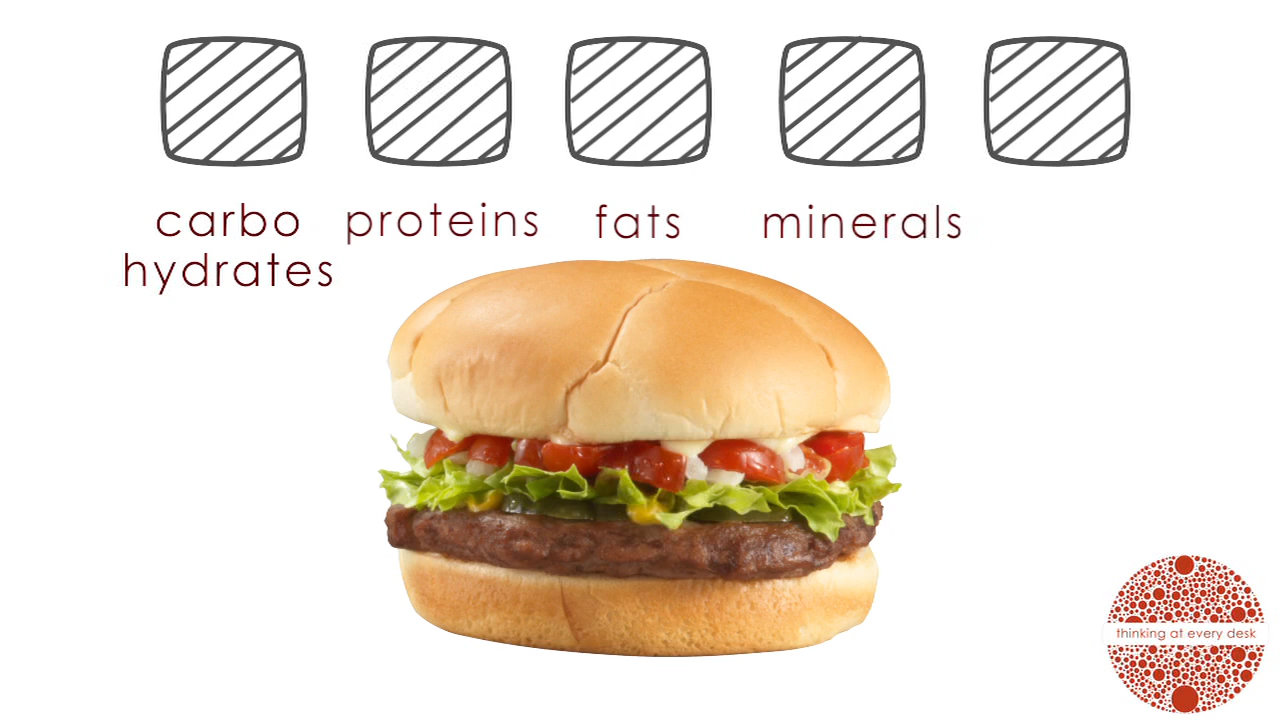 carbo
hydrates
proteins
fats
minerals
thinking at every desk